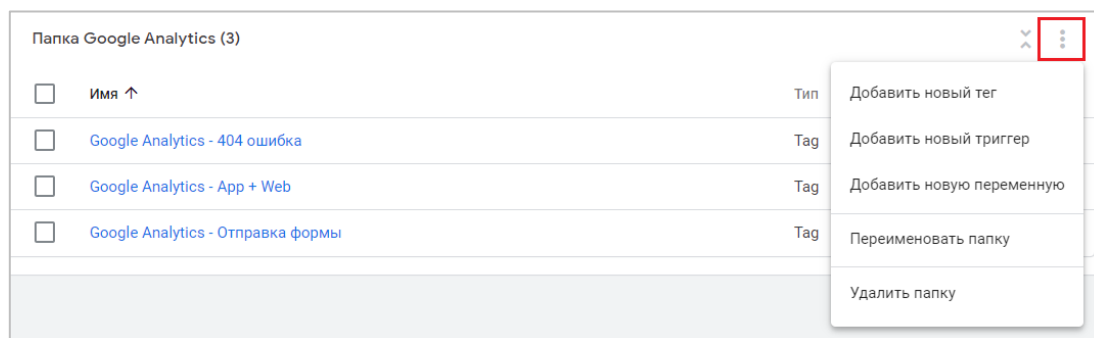 Папка Google Analytics (3)
Имя Тип
Google Analytics - 404 ошибка Tag
Google Analytics - App + Web Tag
Google Analytics - Отправка формы Tag
Добавить новый тег
Добавить новый триггер
Добавить новую переменную
Переименовать папку
Удалить папку